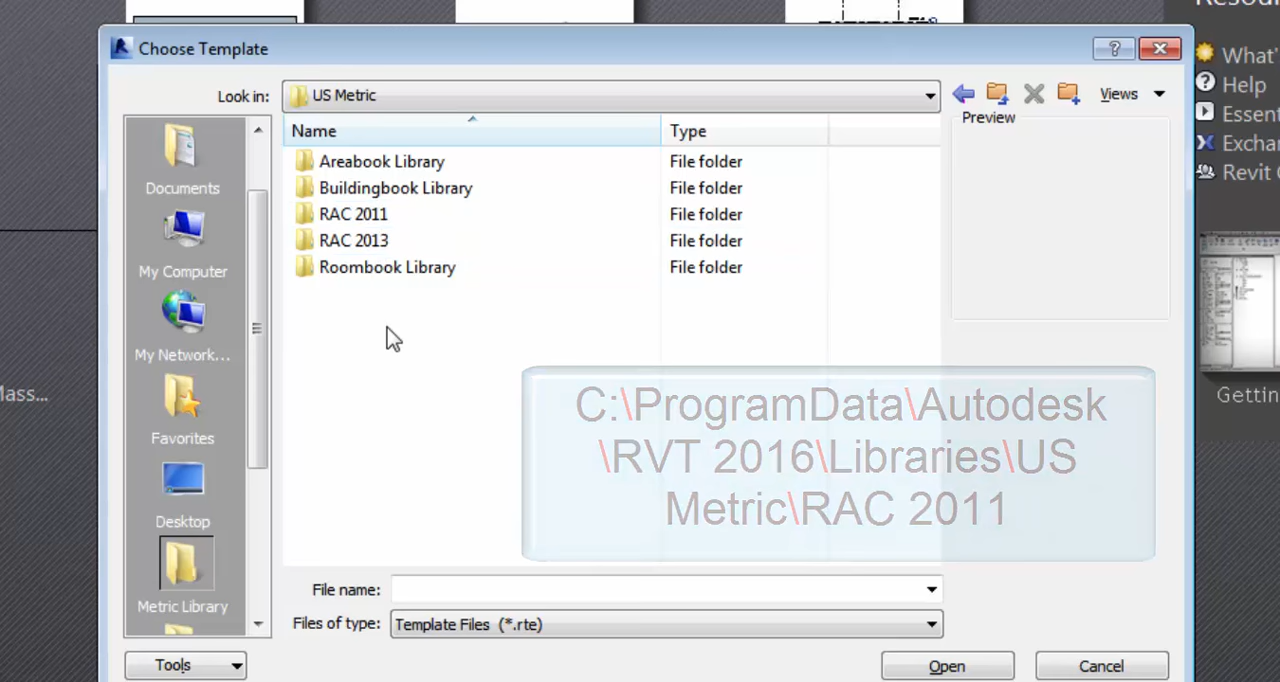 Resou
Choose Template
What'
Look in:
US Metric
Views
Help
Name
Type
Preview
Essen
Areabook Library
File folder
Exchan
Documents
Buildingbook Library
File folder
Revit C
RAC 2011
File folder
RAC 2013
File folder
My Computer
Roombook Library
File folder
My Network...
Mass...
Favorites
Gettin
C:\ProgramData\Autodesk
\RVT 2016\Libraries\US
Metric\RAC 2011
Desktop
Metric Library
File name:
Files of type:
Template Files (*.rte)
Tools
Open
Cancel